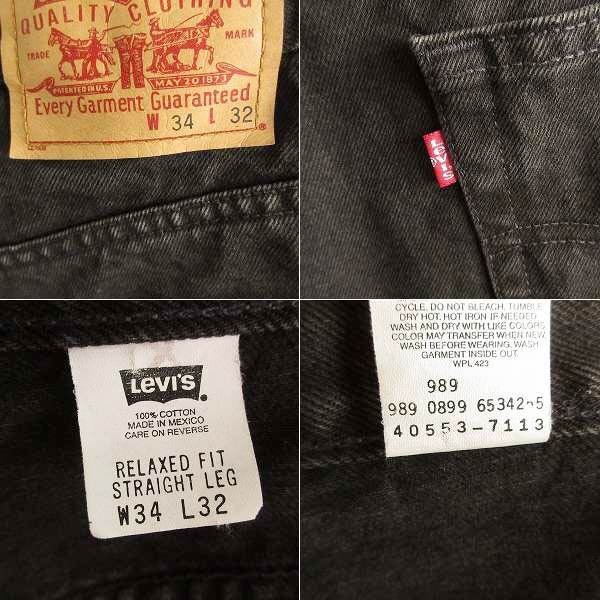 QUALITY CLOTHING
TRADE MARK
PATENTED IN U.S. MAY 20 1873
Every Garment Guaranteed
W 34 L 32
LEVI'S
LEVI'S
100% COTTON
MADE IN MEXICO
CARE ON REVERSE
RELAXED FIT
STRAIGHT LEG
W34 L32
CYCLE. DO NOT BLEACH. TUMBLE
DRY HOT. HOT IRON IF NEEDED
WASH AND DRY WITH LIKE COLORS
COLOR MAY TRANSFER WHEN NEW
WASH BEFORE WEARING. WASH
GARMENT INSIDE OUT.
WPL 423
989
989 0899 65342-5
40553-7113